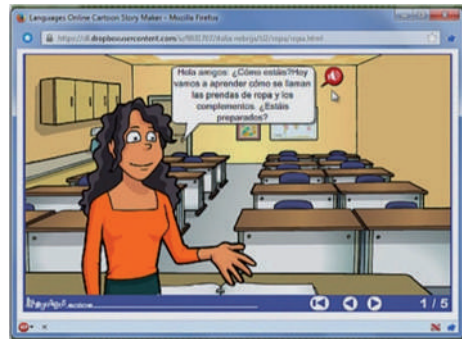 Languages Online Cartoon Story Maker - Mozilla Firefox
Hola amigos: ¿Cómo estáis?Hoy
vamos a aprender cómo se llaman
las prendas de ropa y los
complementos. ¿Estáis
preparados?
1 / 5